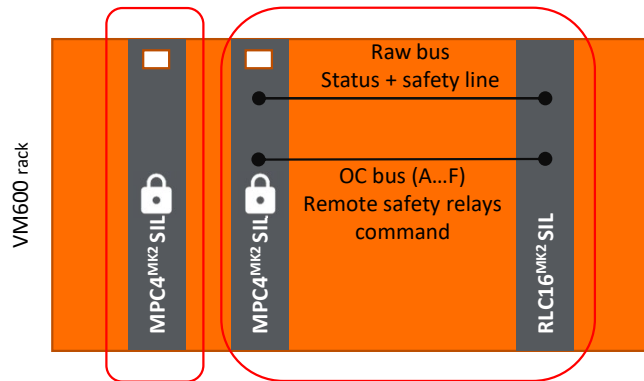 VM600 rack
MPC4MK2 SIL
MPC4MK2 SIL
Raw bus
Status + safety line
OC bus (A...F)
Remote safety relays
command
RLC16MK2 SIL